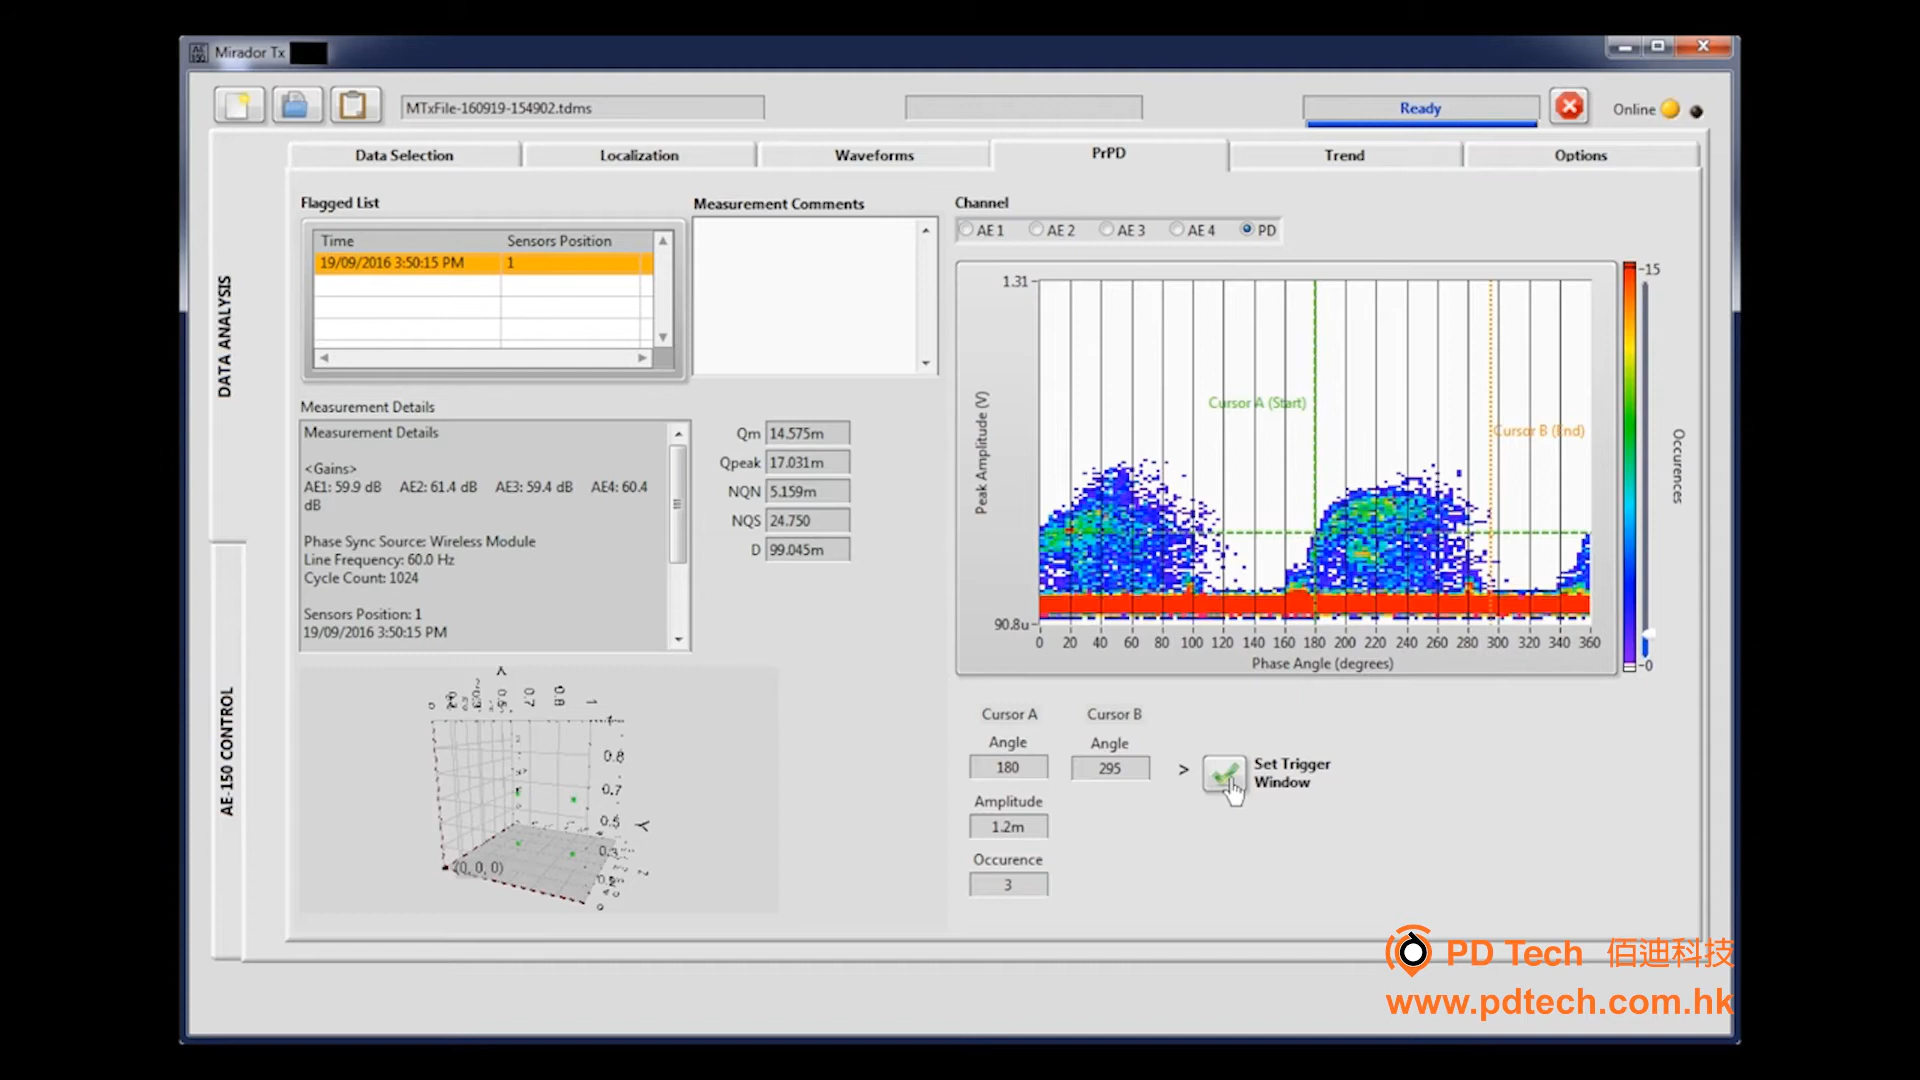 Mirador Tx
MTxFile-160919-154902.tdms
Ready
Online
Data Selection
Localization
Waveforms
PrPD
Trend
Options
DATA ANALYSIS
AE-150 CONTROL
Flagged List
Time
Sensors Position
19/09/2016 3:50:15 PM
1
Measurement Comments
Measurement Details
Measurement Details
<Gains>
AE1: 59.9 dB AE2: 61.4 dB AE3: 59.4 dB AE4: 60.4
dB
Phase Sync Source: Wireless Module
Line Frequency: 60.0 Hz
Cycle Count: 1024
Sensors Position: 1
19/09/2016 3:50:15 PM
Qm 14.575m
Qpeak 17.031m
NQN 5.159m
NQS 24.750
D 99.045m
Channel
AE 1 AE 2 AE 3 AE 4 PD
1.31
Peak Amplitude (V)
90.8u
Cursor A (Start)
Cursor B (End)
0 20 40 60 80 100 120 140 160 180 200 220 240 260 280 300 320 340 360
Phase Angle (degrees)
15
Occurences
0
Y
0.7 0.8 1
0.8
0.7
0.5
0.3
Y
(0, 0, 0)
Cursor A
Angle
180
Amplitude
1.2m
Occurence
3
Cursor B
Angle
295
>
Set Trigger
Window
PD Tech 佰迪科技
www.pdtech.com.hk